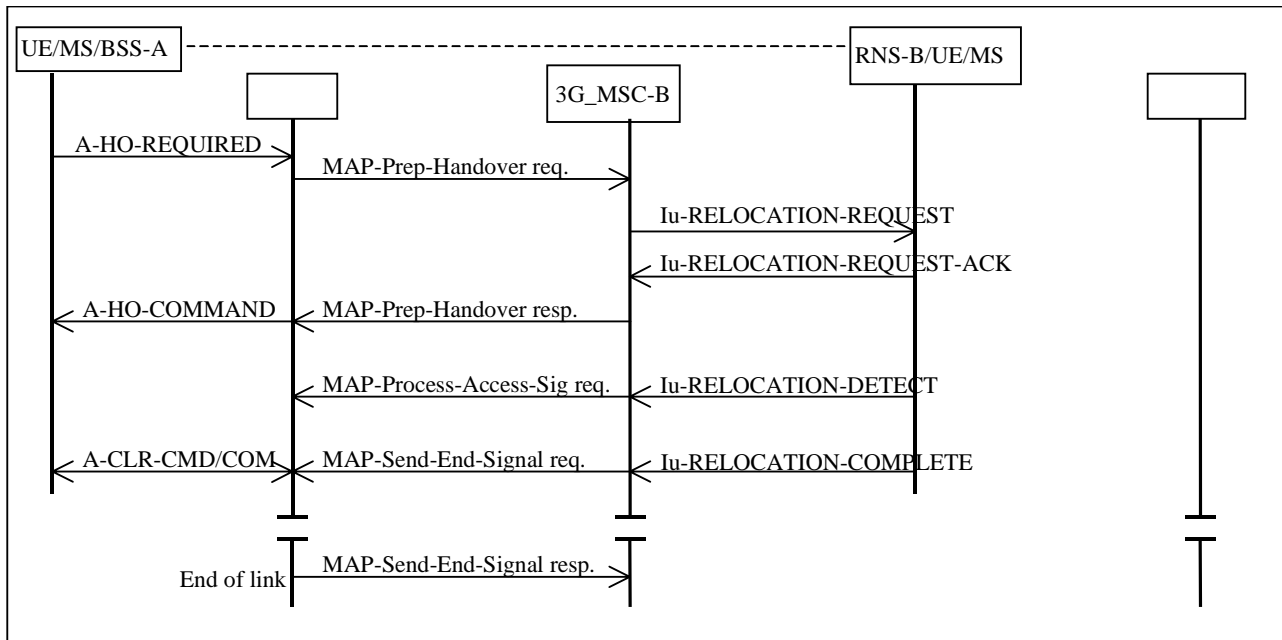 UE/MS/BSS-A
RNS-B/UE/MS
3G_MSC-B
A-HO-REQUIRED
MAP-Prep-Handover req.
Iu-RELOCATION-REQUEST
Iu-RELOCATION-REQUEST-ACK
A-HO-COMMAND
MAP-Prep-Handover resp.
MAP-Process-Access-Sig req.
Iu-RELOCATION-DETECT
A-CLR-CMD/COM
MAP-Send-End-Signal req.
Iu-RELOCATION-COMPLETE
MAP-Send-End-Signal resp.
End of link